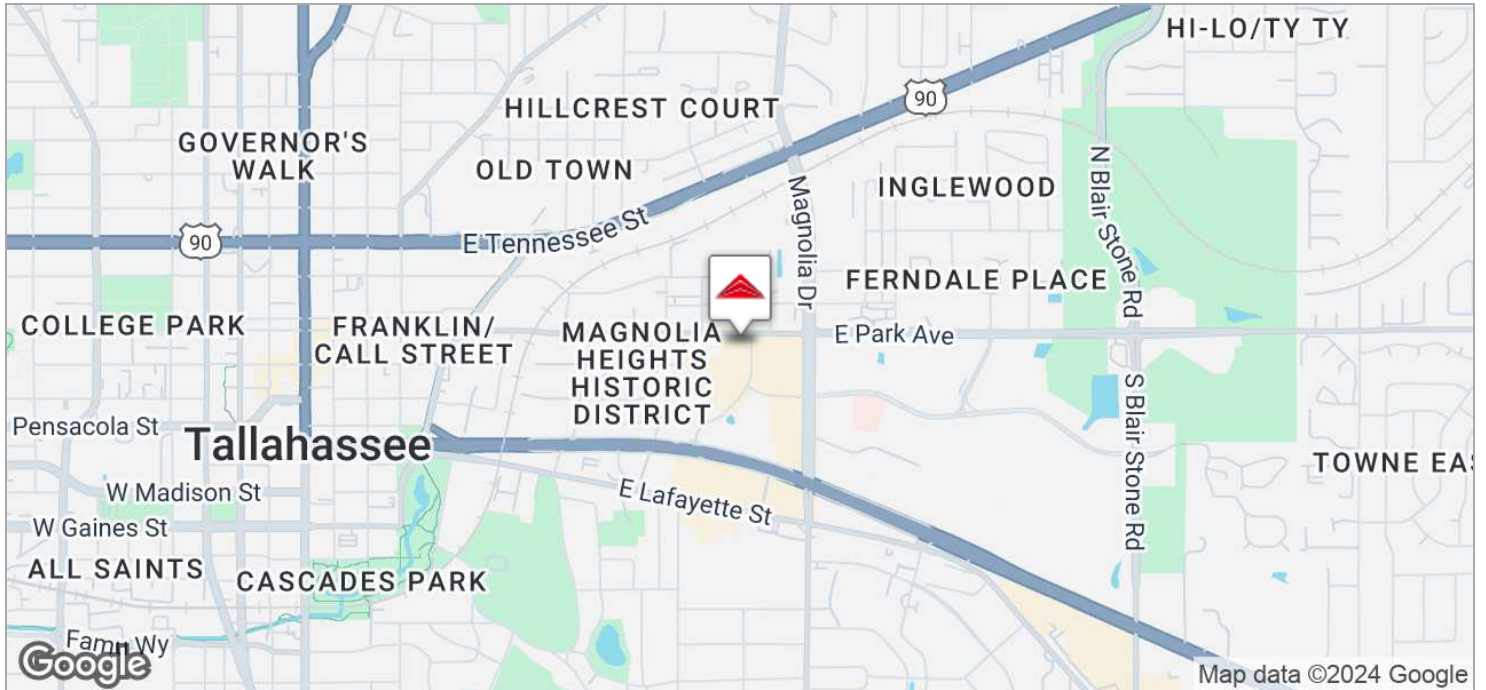 HI-LO/TY TY
90
HILLCREST COURT
GOVERNOR'S
WALK
OLD TOWN
N Blair Stone Rd
INGLEWOOD
Magnolia Dr
90
E Tennessee St
FERNDALE PLACE
COLLEGE PARK
FRANKLIN/
CALL STREET
MAGNOLIA
HEIGHTS
HISTORIC
DISTRICT
E Park Ave
Pensacola St
Tallahassee
S Blair Stone Rd
TOWNE EAS
W Madison St
E Lafayette St
W Gaines St
ALL SAINTS
CASCADES PARK
Famu Wy
Google
Map data ©2024 Google